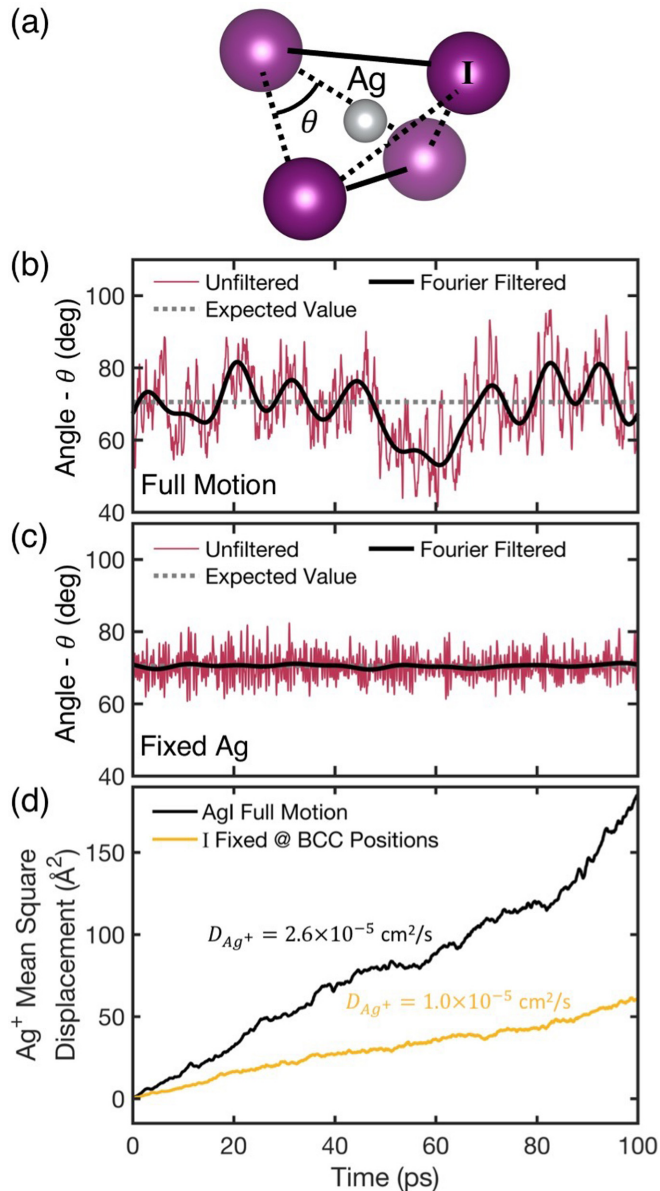 (a)
Ag
I
θ
(b)
100
80
60
40
Angle - θ (deg)
Unfiltered
Fourier Filtered
Expected Value
Full Motion
(c)
100
80
60
40
Angle - θ (deg)
Unfiltered
Fourier Filtered
Expected Value
Fixed Ag
(d)
150
100
50
0
Ag⁺ Mean Square
Displacement (Å²)
AgI Full Motion
I Fixed @ BCC Positions
D_Ag⁺ = 2.6×10⁻⁵ cm²/s
D_Ag⁺ = 1.0×10⁻⁵ cm²/s
0 20 40 60 80 100
Time (ps)